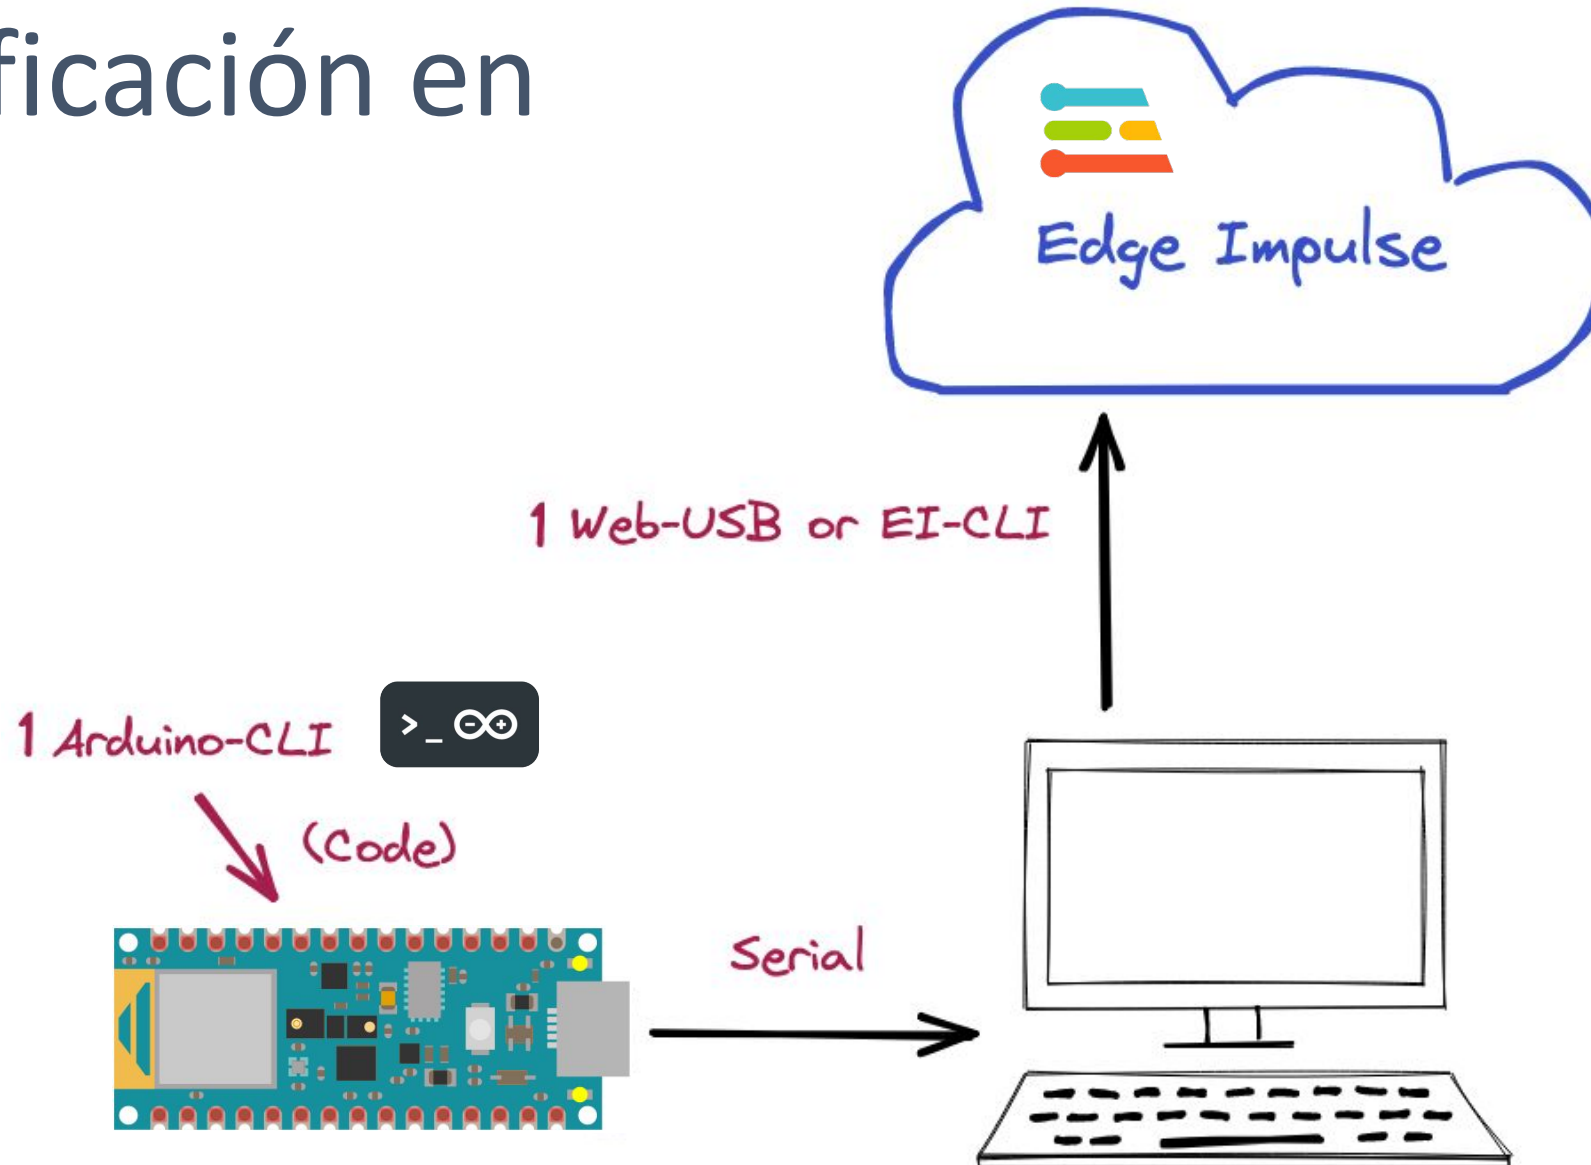 ficación en
Edge Impulse
1 Web-USB or EI-CLI
1 Arduino-CLI
>_
(Code)
Serial